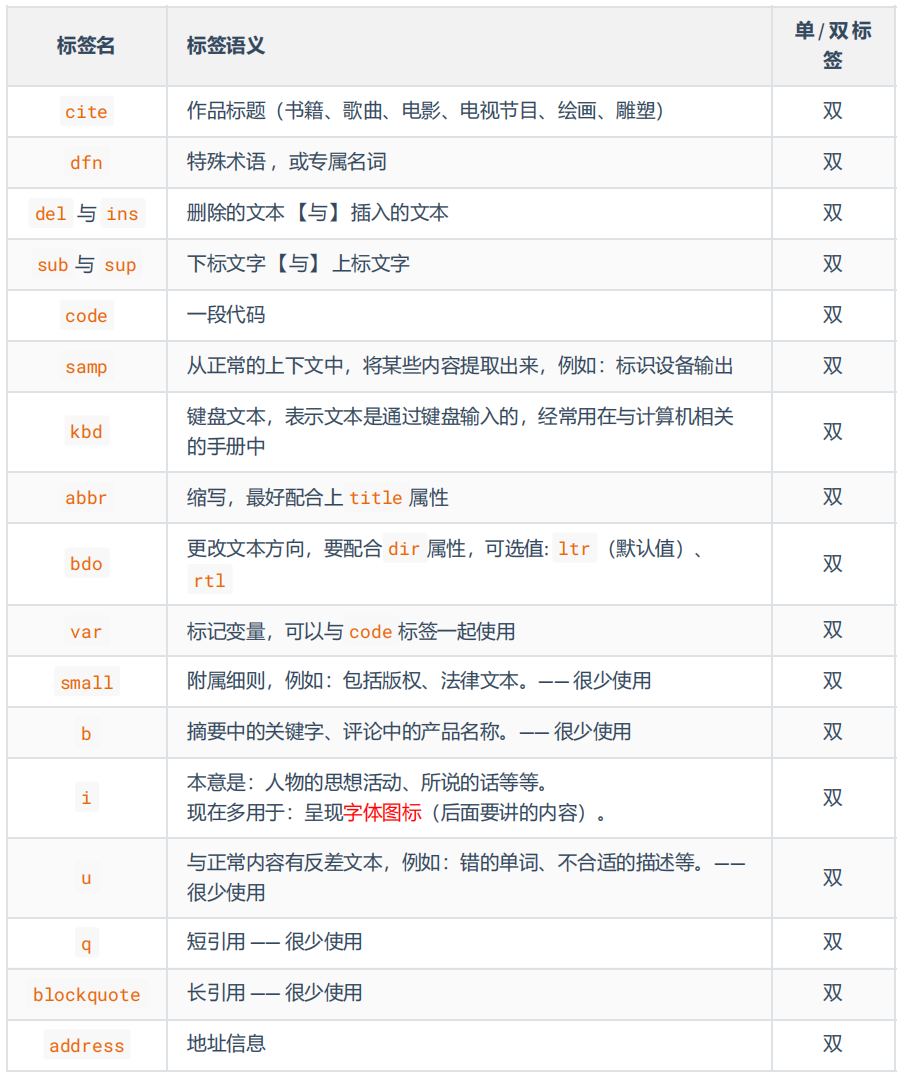 标签名 标签语义 单/双标
签
cite 作品标题（书籍、歌曲、电影、电视节目、绘画、雕塑） 双
dfn 特殊术语，或专属名词 双
del 与 ins 删除的文本【与】插入的文本 双
sub 与 sup 下标文字【与】上标文字 双
code 一段代码 双
samp 从正常的上下文中，将某些内容提取出来，例如：标识设备输出 双
kbd 键盘文本，表示文本是通过键盘输入的，经常用在与计算机相关
的手册中 双
abbr 缩写，最好配合上 title 属性 双
bdo 更改文本方向，要配合 dir 属性，可选值: ltr （默认值）、
rtl 双
var 标记变量，可以与 code 标签一起使用 双
small 附属细则，例如：包括版权、法律文本。—— 很少使用 双
b 摘要中的关键字、评论中的产品名称。—— 很少使用 双
i 本意是：人物的思想活动、所说的话等等。
现在多用于：呈现字体图标（后面要讲的内容）。 双
u 与正常内容有反差文本，例如：错的单词、不合适的描述等。——
很少使用 双
q 短引用 —— 很少使用 双
blockquote 长引用 —— 很少使用 双
address 地址信息 双